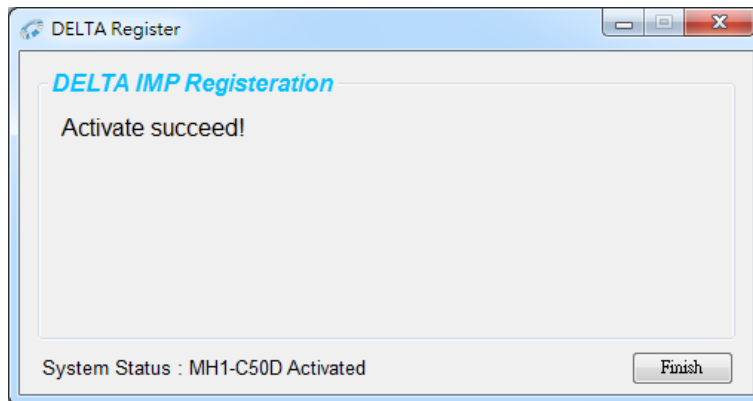 DELTA Register
DELTA IMP Registeration
Activate succeed!
System Status : MH1-C50D Activated
Finish